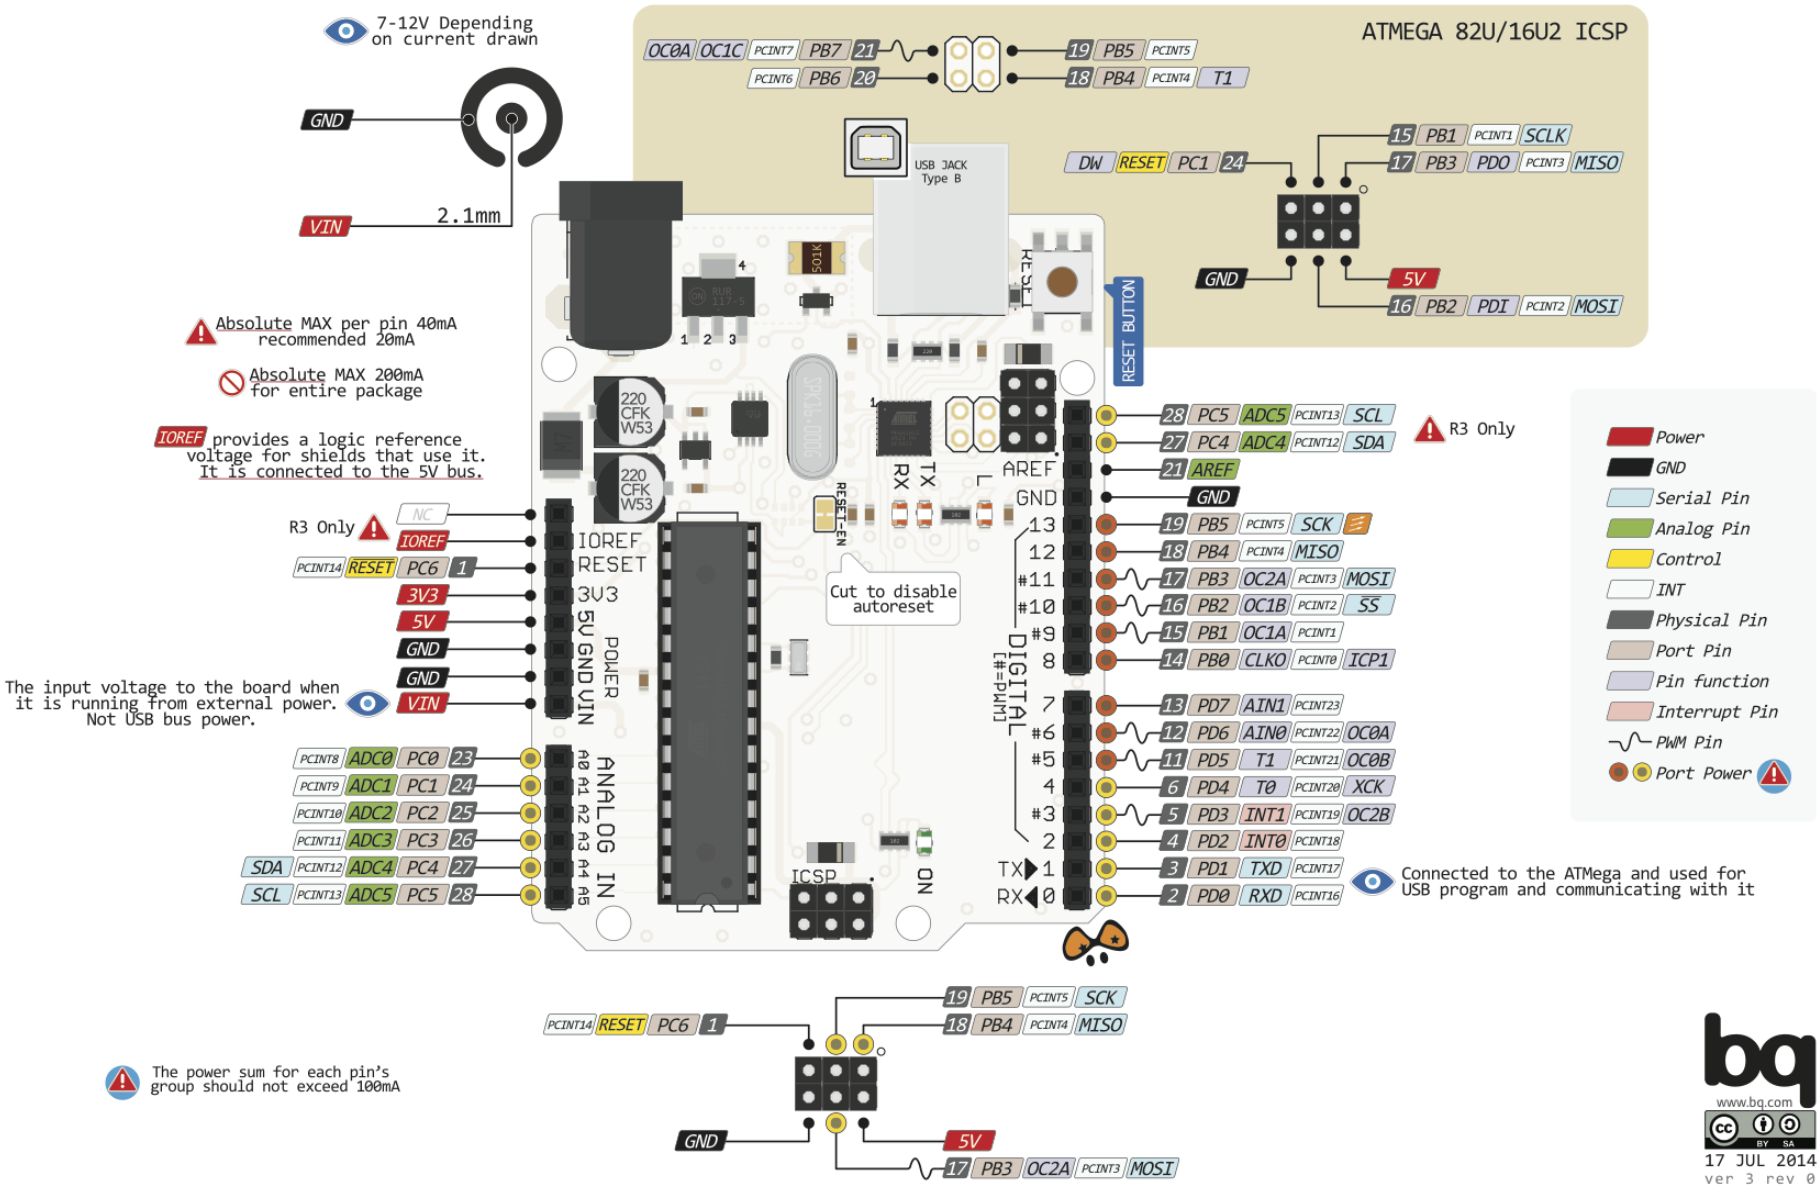 7-12V Depending
on current drawn
GND
VIN
2.1mm
ATMEGA 82U/16U2 ICSP
OC0A OC1C PCINT7 PB7 21
PCINT6 PB6 20
19 PB5 PCINT5
18 PB4 PCINT4 T1
15 PB1 PCINT1 SCLK
17 PB3 PDO PCINT3 MISO
DW RESET PC1 24
GND
5V
16 PB2 PDI PCINT2 MOSI
USB JACK
Type B
RESET BUTTON
501K
4
RUR
117-5
1 2 3
Absolute MAX per pin 40mA
recommended 20mA
Absolute MAX 200mA
for entire package
IOREF provides a logic reference
voltage for shields that use it.
It is connected to the 5V bus.
220
CFK
W53
220
CFK
W53
SPK16.000G
1
220
RX TX L
RESET-EN
102
Cut to disable
autoreset
NC
R3 Only
IOREF
PCINT14 RESET PC6 1
3V3
5V
GND
GND
VIN
The input voltage to the board when
it is running from external power.
Not USB bus power.
IOREF
RESET
3V3
5V
GND
VIN
POWER
PCINT8 ADC0 PC0 23
PCINT9 ADC1 PC1 24
PCINT10 ADC2 PC2 25
PCINT11 ADC3 PC3 26
SDA PCINT12 ADC4 PC4 27
SCL PCINT13 ADC5 PC5 28
A0
A1
A2
A3
A4
A5
ANALOG IN
ICSP
102
ON
AREF
GND
13
12
#11
#10
#9
8
7
#6
#5
4
#3
2
TX 1
RX 0
DIGITAL
[#=PWM]
28 PC5 ADC5 PCINT13 SCL
27 PC4 ADC4 PCINT12 SDA
R3 Only
21 AREF
GND
19 PB5 PCINT5 SCK
18 PB4 PCINT4 MISO
17 PB3 OC2A PCINT3 MOSI
16 PB2 OC1B PCINT2 SS
15 PB1 OC1A PCINT1
14 PB0 CLKO PCINT0 ICP1
13 PD7 AIN1 PCINT23
12 PD6 AIN0 PCINT22 OC0A
11 PD5 T1 PCINT21 OC0B
6 PD4 T0 PCINT20 XCK
5 PD3 INT1 PCINT19 OC2B
4 PD2 INT0 PCINT18
3 PD1 TXD PCINT17
2 PD0 RXD PCINT16
Connected to the ATMega and used for
USB program and communicating with it
Power
GND
Serial Pin
Analog Pin
Control
INT
Physical Pin
Port Pin
Pin function
Interrupt Pin
PWM Pin
Port Power
19 PB5 PCINT5 SCK
18 PB4 PCINT4 MISO
PCINT14 RESET PC6 1
GND
5V
17 PB3 OC2A PCINT3 MOSI
The power sum for each pin's
group should not exceed 100mA
bq
www.bq.com
cc
BY SA
17 JUL 2014
ver 3 rev 0